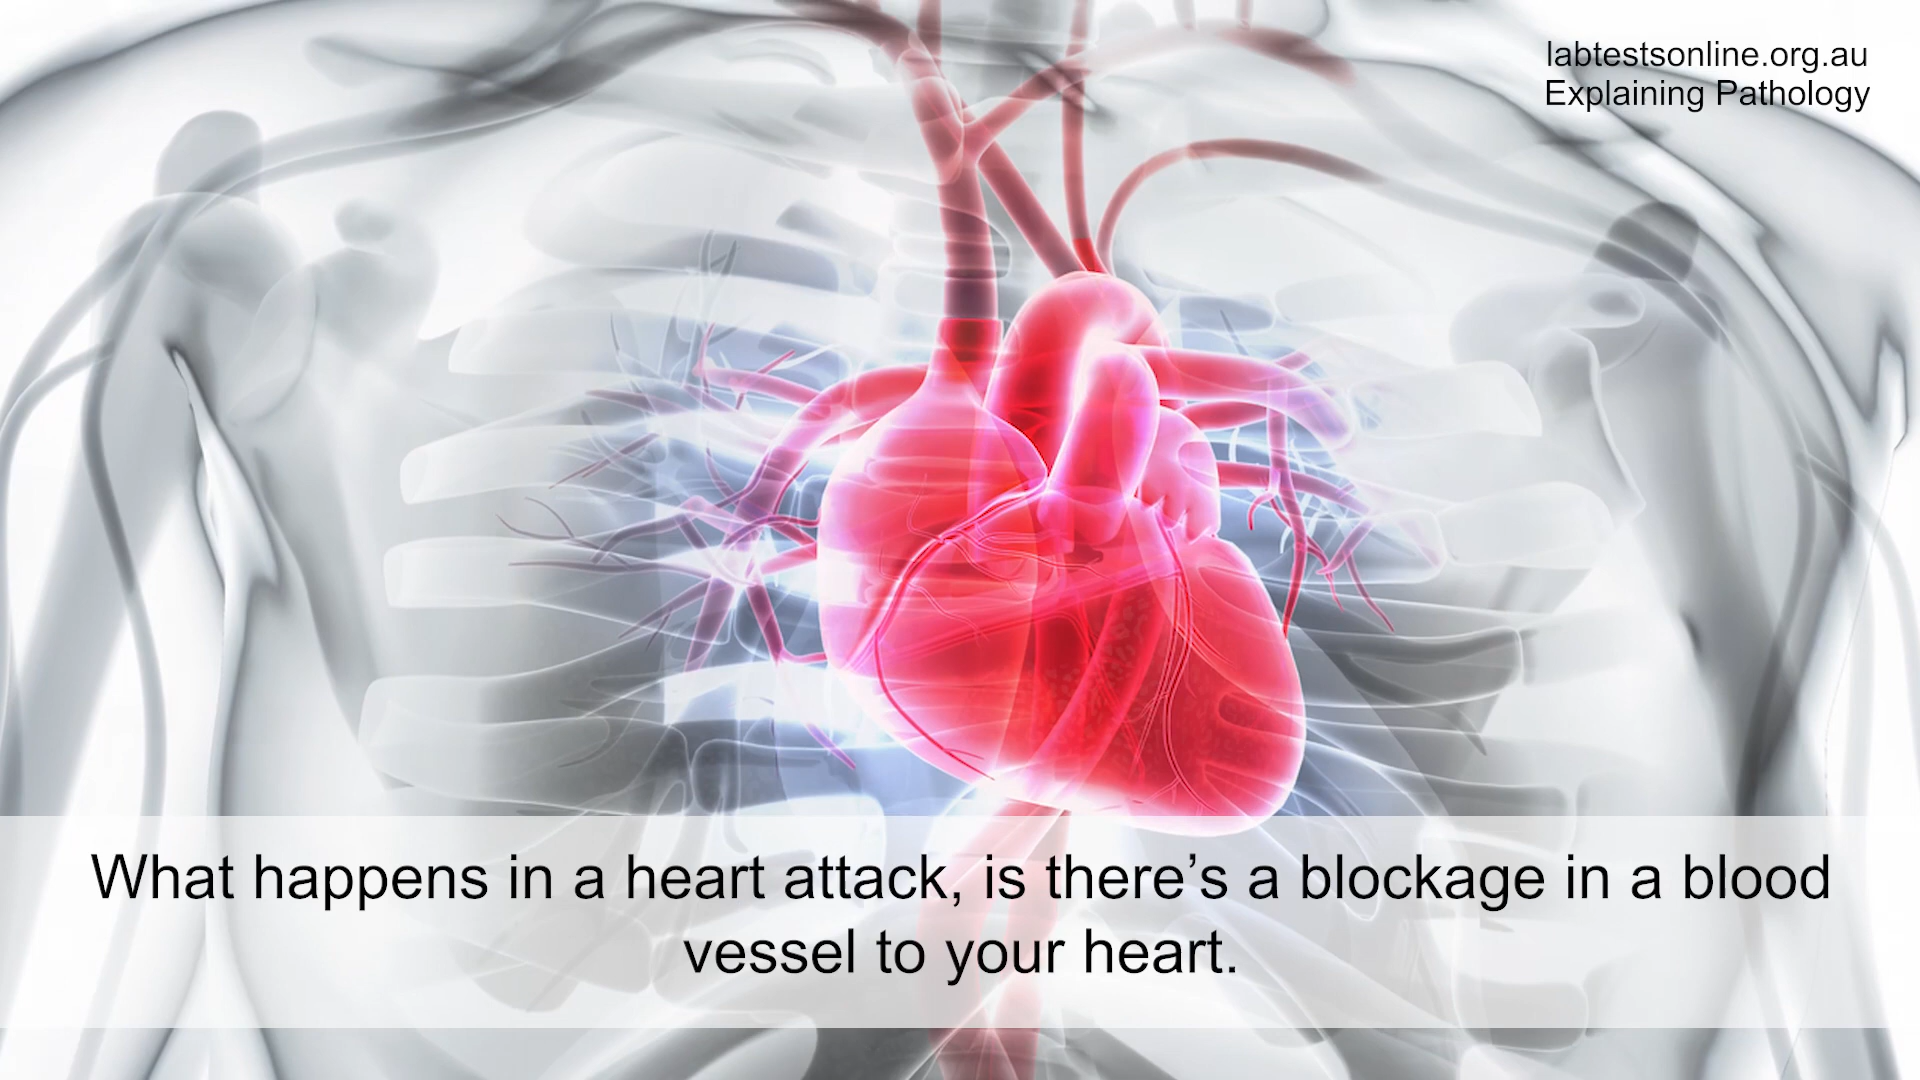 labtestsonline.org.au
Explaining Pathology
What happens in a heart attack, is there’s a blockage in a blood
vessel to your heart.